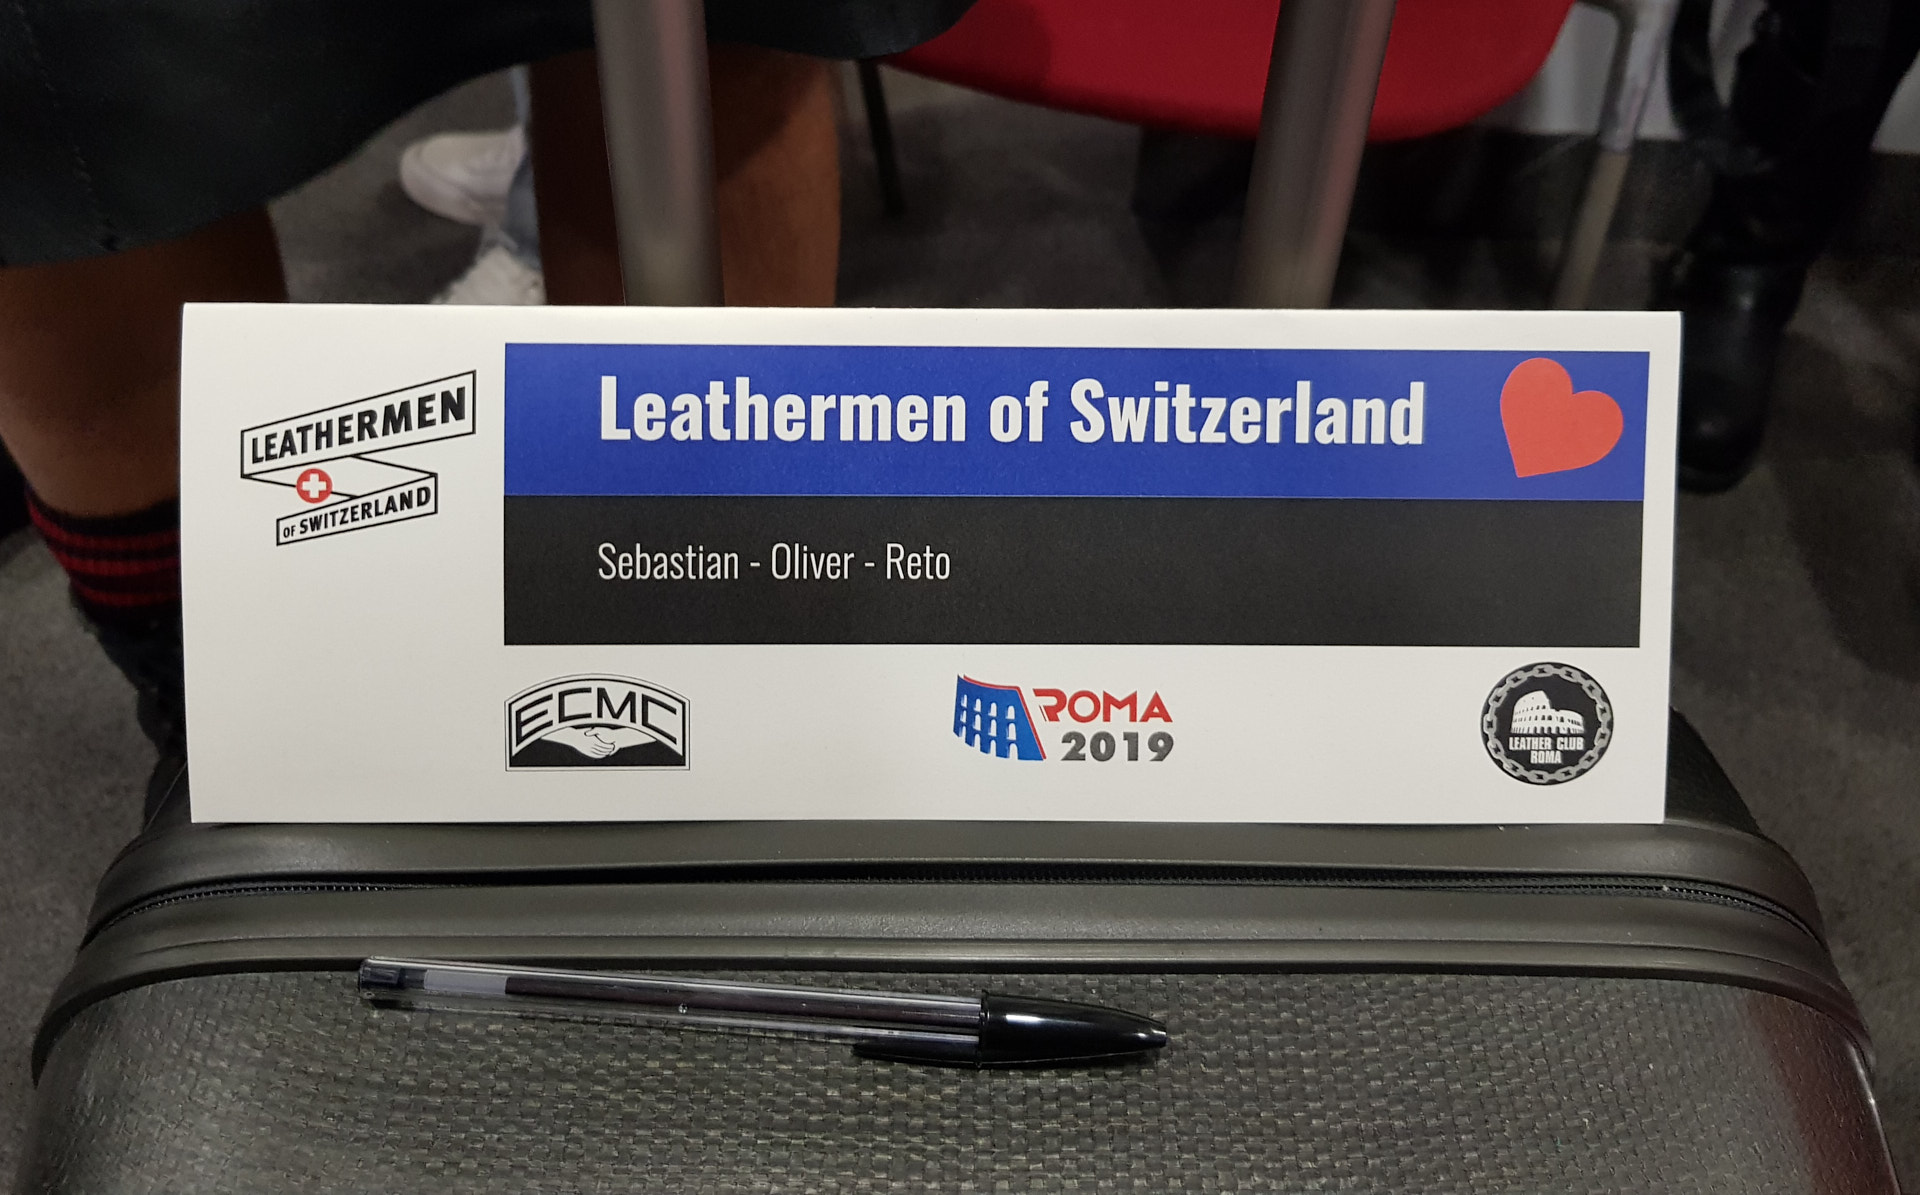 LEATHERMEN
OF SWITZERLAND
Leathermen of Switzerland
Sebastian - Oliver - Reto
ECMC
ROMA
2019
LEATHER CLUB
ROMA